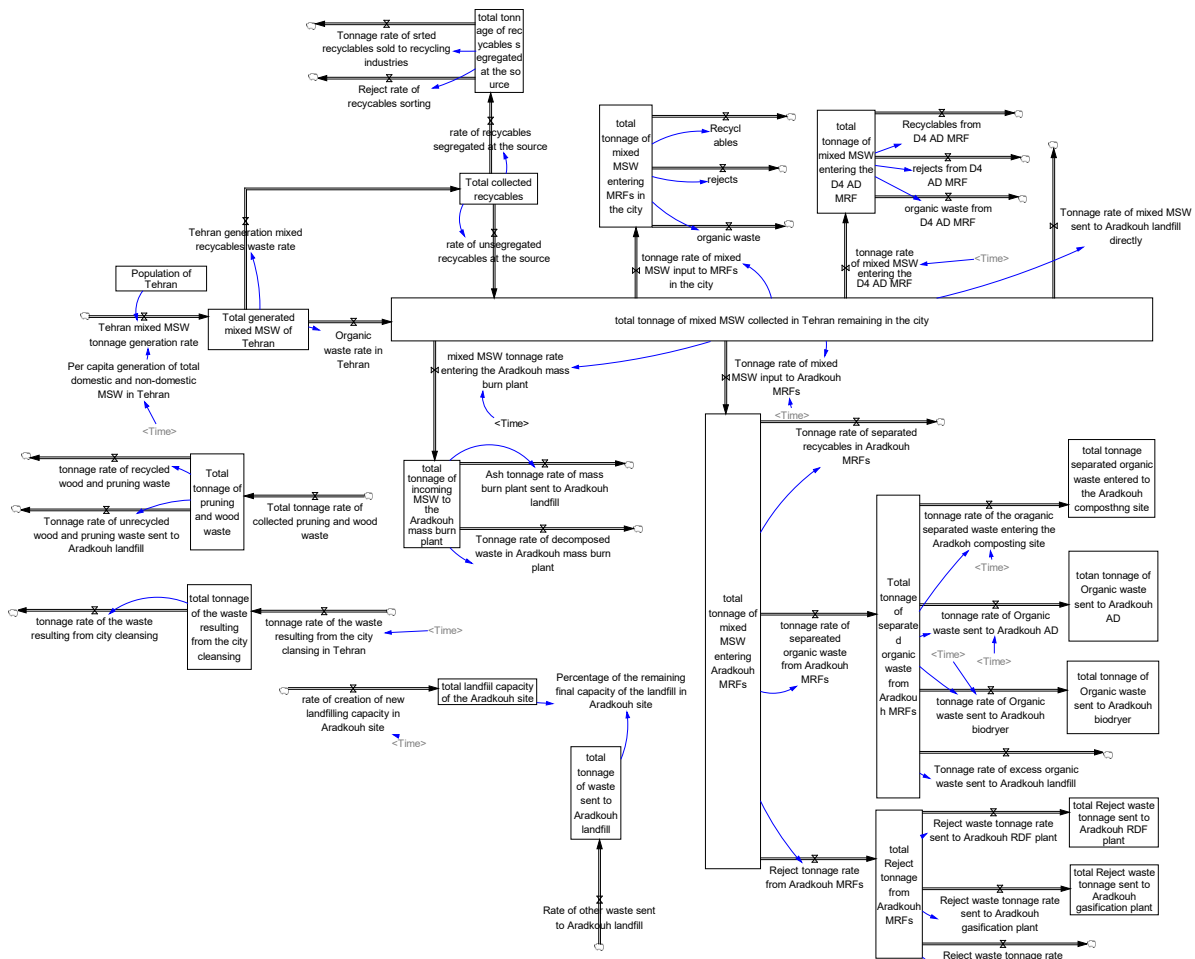 total tonn
age of rec
ycables s
egregated
at the so
urce
Tonnage rate of srted
recyclables sold to recycling
industries
Reject rate of
recycables sorting
rate of recycables
segregated at the source
Total collected
recycables
rate of unsegregated
recycables at the source
Tehran generation mixed
recycables waste rate
Population of
Tehran
Tehran mixed MSW
tonnage generation rate
Per capita generation of total
domestic and non-domestic
MSW in Tehran
<Time>
Total generated
mixed MSW of
Tehran
Organic
waste rate in
Tehran
total
tonnage of
mixed MSW
entering
MRFs in
the city
Recycl
ables
rejects
organic waste
tonnage rate of mixed
MSW input to MRFs
in the city
total
tonnage of
mixed MSW
entering
the D4 AD
MRF
Recyclables from
D4 AD MRF
rejects from D4
AD MRF
organic waste from
D4 AD MRF
tonnage rate
of mixed MSW
entering the
D4 AD MRF
<Time>
Tonnage rate of mixed MSW
sent to Aradkouh landfill
directly
total tonnage of mixed MSW collected in Tehran remaining in the city
mixed MSW tonnage rate
entering the Aradkouh mass
burn plant
<Time>
Tonnage rate of mixed
MSW input to Aradkouh
MRFs
<Time>
tonnage rate of recycled
wood and pruning waste
Tonnage rate of unrecycled
wood and pruning waste sent
to Aradkouh landfill
Total
tonnage of
pruning
and wood
waste
Total tonnage rate of
collected pruning and wood
waste
total
tonnage of
incoming
MSW to
the
Aradkouh
mass burn
plant
Ash tonnage rate of mass
burn plant sent to Aradkouh
landfill
Tonnage rate of decomposed
waste in Aradkouh mass burn
plant
tonnage rate of the waste
resulting from city cleansing
total tonnage
of the waste
resulting
from the city
cleansing
tonnage rate of the waste
resulting from the city
clansing in Tehran
<Time>
rate of creation of new
landfilling capacity in
Aradkouh site
<Time>
total landfiil capacity
of the Aradkouh site
Percentage of the remaining
final capacity of the landfill in
Aradkouh site
total
tonnage
of waste
sent to
Aradkouh
landfill
Rate of other waste sent
to Aradkouh landfill
total
tonnage of
mixed
MSW
entering
Aradkouh
MRFs
Tonnage rate of separated
recycables in Aradkouh
MRFs
tonnage rate of
sepereated
organic waste
from Aradkouh
MRFs
Reject tonnage rate
from Aradkouh MRFs
Total
tonnage
of
separate
d
organic
waste
from
Aradkou
h MRFs
tonnage rate of the oraganic
separated waste entering the
Aradkoh composting site
<Time>
tonnage rate of Organic
waste sent to Aradkouh AD
<Time>
<Time>
tonnage rate of Organic
waste sent to Aradkouh
biodryer
Tonnage rate of excess organic
waste sent to Aradkouh landfill
total tonnage
separated organic
waste entered to
the Aradkouh
composthng site
totan tonnage of
Organic waste
sent to Aradkouh
AD
total tonnage of
Organic waste
sent to Aradkouh
biodryer
total
Reject
tonnage
from
Aradkouh
MRFs
Reject waste tonnage rate
sent to Aradkouh RDF plant
Reject waste tonnage rate
sent to Aradkouh
gasification plant
Reject waste tonnage rate
total Reject waste
tonnage sent to
Aradkouh RDF
plant
total Reject waste
tonnage sent to
Aradkouh
gasification plant